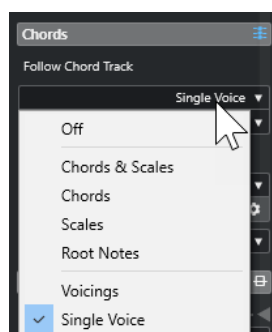 Chords
Follow Chord Track
Single Voice
Off
Chords & Scales
Chords
Scales
Root Notes
Voicings
Single Voice